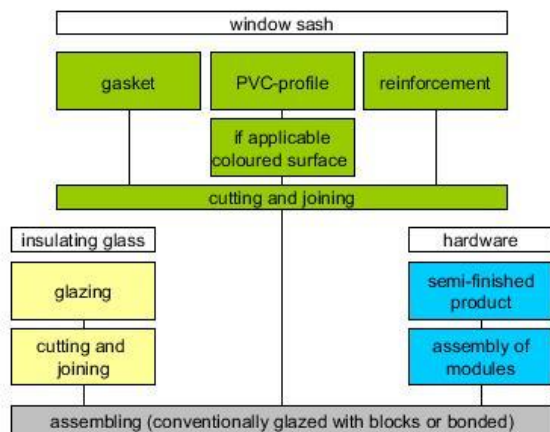 window sash
gasket
PVC-profile
reinforcement
if applicable
coloured surface
cutting and joining
insulating glass
hardware
glazing
semi-finished
product
cutting and
joining
assembly of
modules
assembling (conventionally glazed with blocks or bonded)